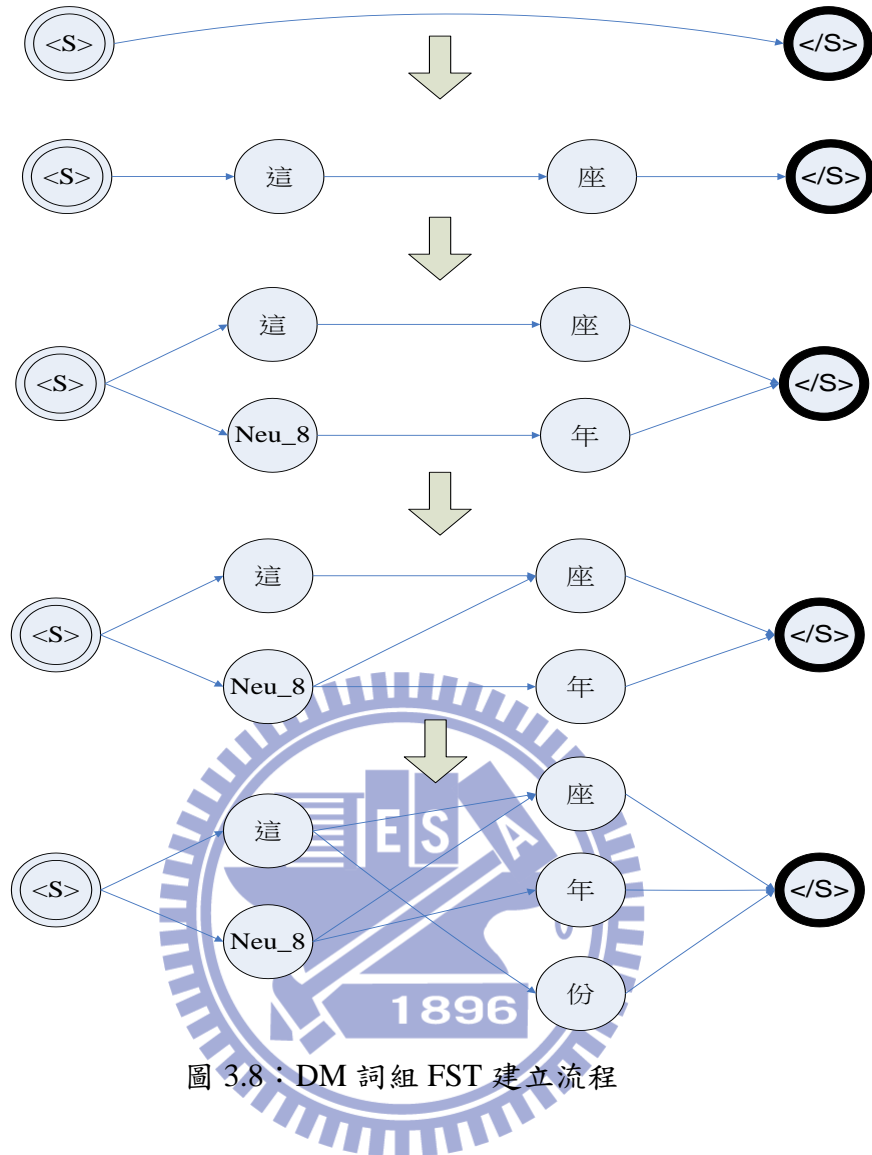 <S> </S>
<S> 這 座 </S>
這 座
<S> </S>
Neu_8 年
這 座
<S> </S>
Neu_8 年
座
這
<S> 年 </S>
Neu_8
份
E S A
1896
圖 3.8：DM 詞組 FST 建立流程